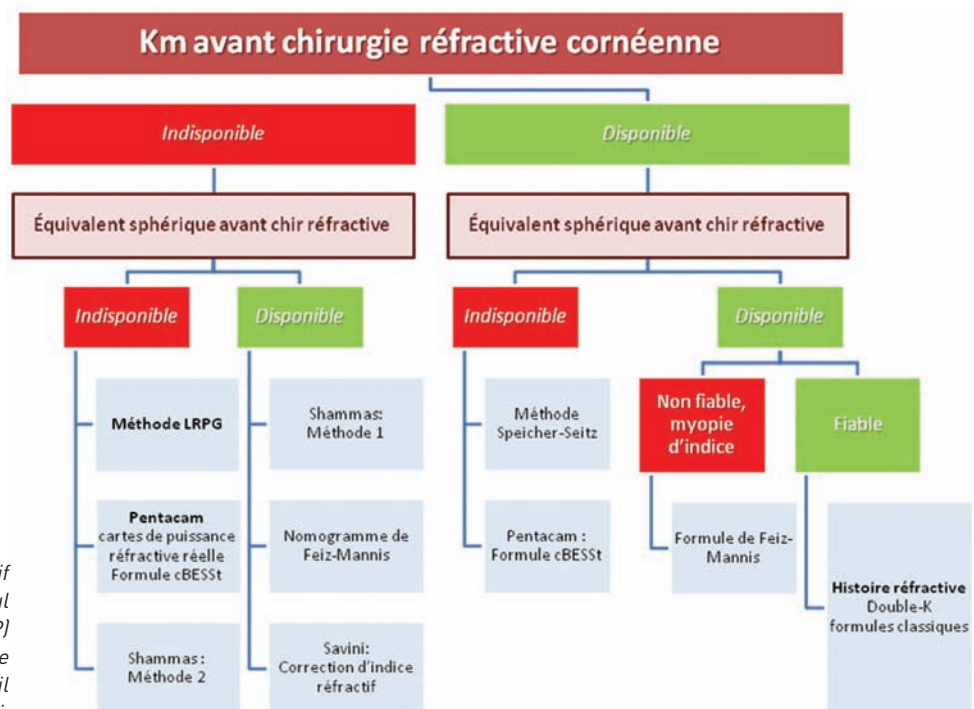 Km avant chirurgie réfractive cornéenne
Indisponible
Disponible
Équivalent sphérique avant chir réfractive
Équivalent sphérique avant chir réfractive
Indisponible
Disponible
Indisponible
Disponible
Méthode LRPG
Shammas:
Méthode 1
Méthode
Speicher-Seitz
Non fiable,
myopie
d'indice
Fiable
Pentacam
cartes de puissance
réfractive réelle
Formule cBESSt
Nomogramme de
Feiz-Mannis
Pentacam :
Formule cBESSt
Formule de Feiz-
Mannis
Histoire réfractive
Double-K
formules classiques
Shammas :
Méthode 2
Savini:
Correction d'indice
réfractif
if
ul
P)
e
il